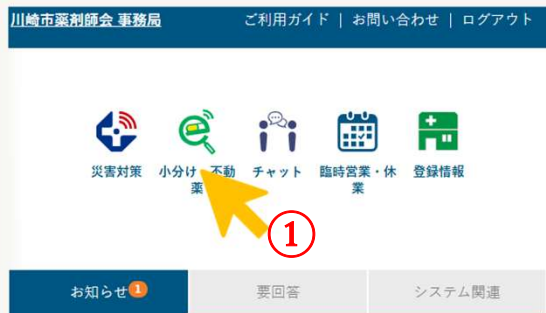 川崎市薬剤師会 事務局
ご利用ガイド | お問い合わせ | ログアウト
災害対策
小分け・不動
薬
チャット
臨時営業・休
業
登録情報
①
お知らせ 1
要回答
システム関連